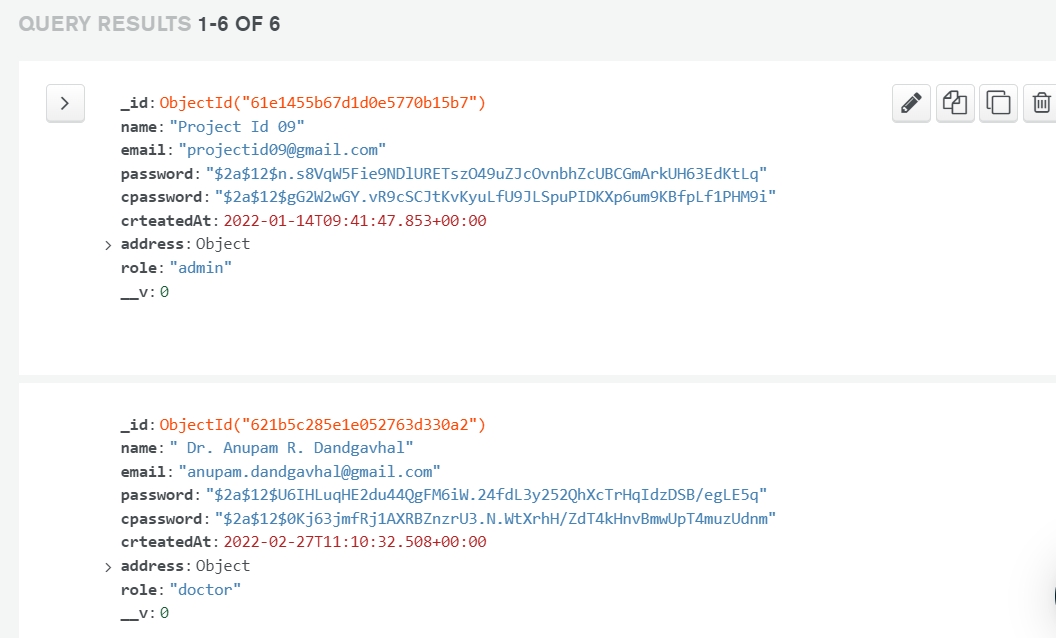 QUERY RESULTS 1-6 OF 6
_id: ObjectId("61e1455b67d1d0e5770b15b7")
name: "Project Id 09"
email: "projectid09@gmail.com"
password: "$2a$12$n.s8VqW5Fie9NDlURETszO49uZJcOvnbhZcUBCGmArkUH63EdKtLq"
cpassword: "$2a$12$gG2W2wGY.vR9cSCJtKvKyuLfU9JLSpuPIDKXp6um9KBfpLf1PHM9i"
crteatedAt: 2022-01-14T09:41:47.853+00:00
address: Object
role: "admin"
__v: 0
_id: ObjectId("621b5c285e1e052763d330a2")
name: " Dr. Anupam R. Dandgavhal"
email: "anupam.dandgavhal@gmail.com"
password: "$2a$12$U6IHLuqHE2du44QgFM6iW.24fdL3y252QhXcTrHqIdzDSB/egLE5q"
cpassword: "$2a$12$0Kj63jmfRj1AXRBZnzrU3.N.WtXrhH/ZdT4kHnvBmwUpT4muzUdnm"
crteatedAt: 2022-02-27T11:10:32.508+00:00
address: Object
role: "doctor"
__v: 0